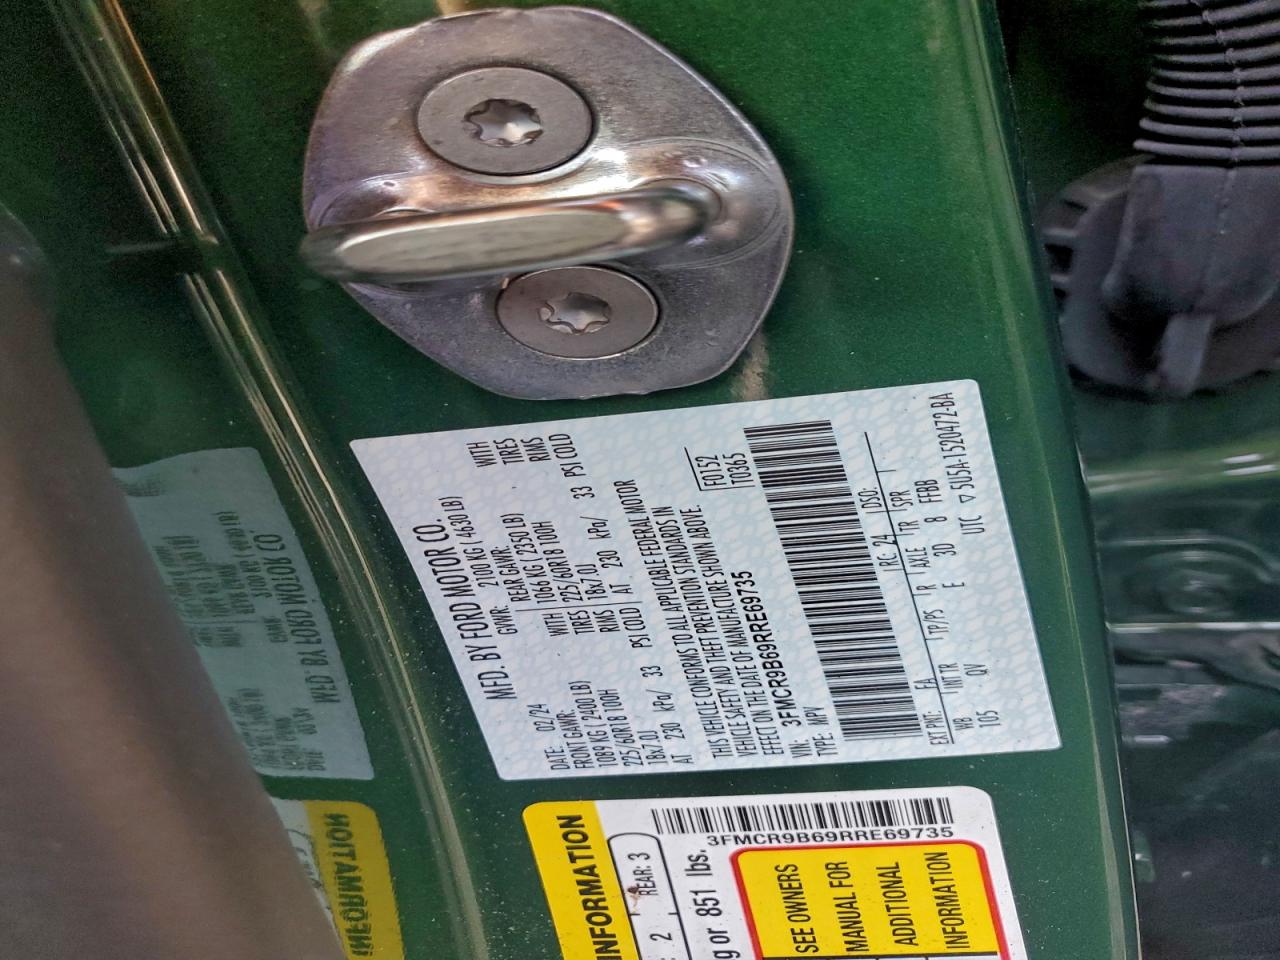 MFD. BY FORD MOTOR CO.
DATE: 02/24 GVWR: 2100 KG ( 4630 LB)
FRONT GAWR: REAR GAWR:
1089 KG ( 2400 LB) WITH 1066 KG ( 2350 LB) WITH
225/60R18 100H TIRES 225/60R18 100H TIRES
18x7.0J RIMS 18x7.0J RIMS
AT 230 kPa/ 33 PSI COLD AT 230 kPa/ 33 PSI COLD
THIS VEHICLE CONFORMS TO ALL APPLICABLE FEDERAL MOTOR
VEHICLE SAFETY AND THEFT PREVENTION STANDARDS IN
EFFECT ON THE DATE OF MANUFACTURE SHOWN ABOVE.
VIN: 3FMCR9B69RRE69735 F0152
TYPE: MPV T0365
EXT PNT: FA RC: 24 DSO:
WB INT TR TP/PS R AXLE TR SPR
105 QV E 3D 8 FFBB
UTC ▽ 5U5A-1520472-BA
INFORMATION
2 REAR: 3
g or 851 lbs.
3FMCR9B69RRE69735
SEE OWNERS
MANUAL FOR
ADDITIONAL
INFORMATION